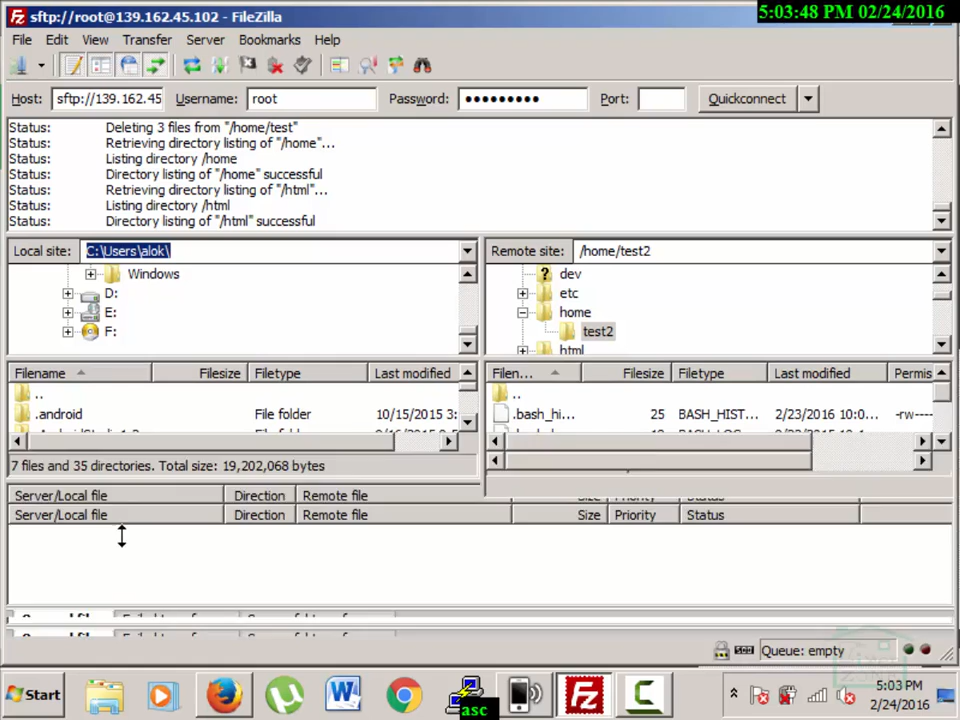 sftp://root@139.162.45.102 - FileZilla
5:03:48 PM 02/24/2016
File Edit View Transfer Server Bookmarks Help
Host: sftp://139.162.45 Username: root Password: ●●●●●●●●● Port: Quickconnect
Status: Deleting 3 files from "/home/test"
Status: Retrieving directory listing of "/home"...
Status: Listing directory /home
Status: Directory listing of "/home" successful
Status: Retrieving directory listing of "/html"...
Status: Listing directory /html
Status: Directory listing of "/html" successful
Local site: C:\Users\alok\ Remote site: /home/test2
Windows ? dev
D: etc
E: home
F: test2
html
Filename Filesize Filetype Last modified Filen... Filesize Filetype Last modified Permis
.. ..
.android File folder 10/15/2015 3: .bash_hi... 25 BASH_HIST... 2/23/2016 10:0... -rw----
7 files and 35 directories. Total size: 19,202,068 bytes
Server/Local file Direction Remote file Size Priority Status
Server/Local file Direction Remote file Size Priority Status
Queue: empty
Start asc 5:03 PM
2/24/2016